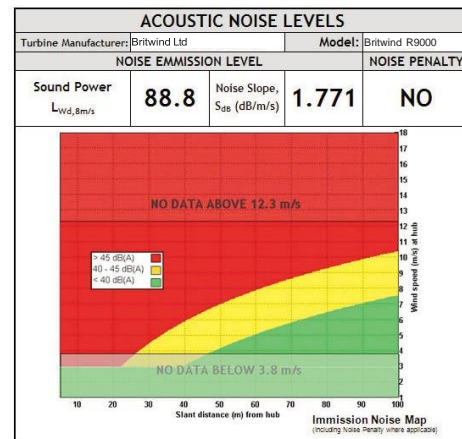 ACOUSTIC NOISE LEVELS
Turbine Manufacturer: Britwind Ltd Model: Britwind R9000
NOISE EMMISSION LEVEL NOISE PENALTY
Sound Power
LWd,8m/s
88.8
Noise Slope,
SdB (dB/m/s)
1.771
NO
NO DATA ABOVE 12.3 m/s
> 45 dB(A)
40 - 45 dB(A)
< 40 dB(A)
NO DATA BELOW 3.8 m/s
18
17
16
15
14
13
12
11
10
9
8
7
6
5
4
3
2
1
Wind speed (m/s) at hub
10 20 30 40 50 60 70 80 90 100
Slant distance (m) from hub
Immission Noise Map
(Including Noise Penalty where applicable)